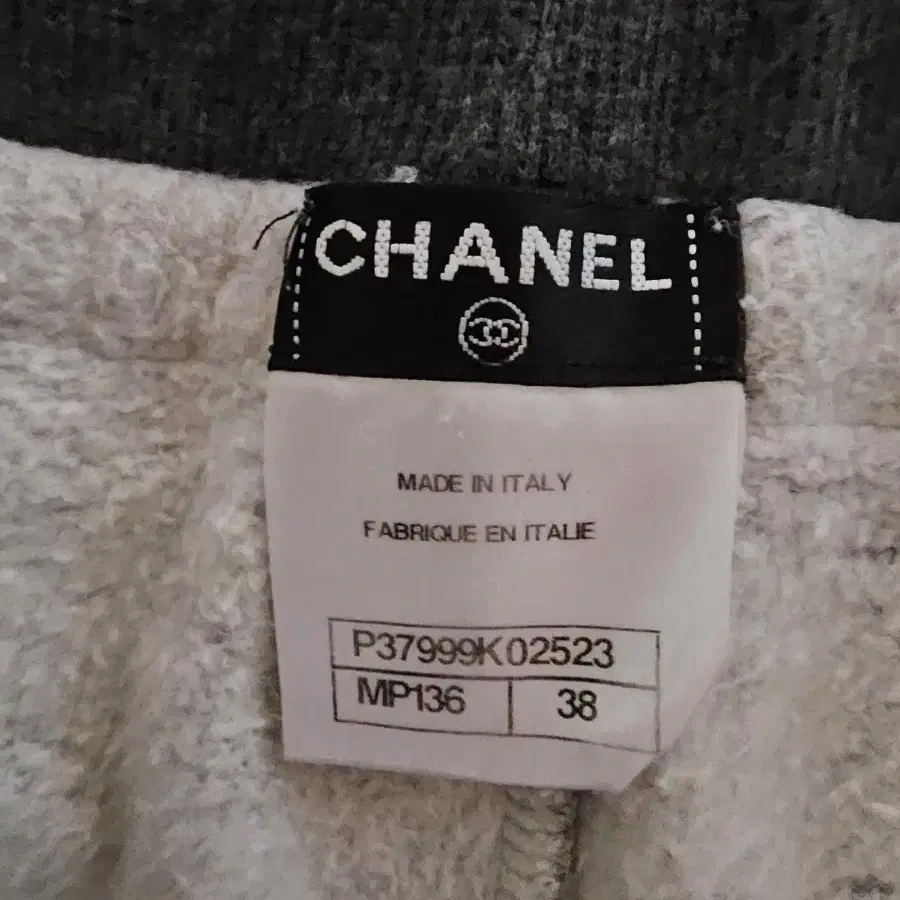 CHANEL
MADE IN ITALY
FABRIQUE EN ITALIE
P37999K02523
MP136 38